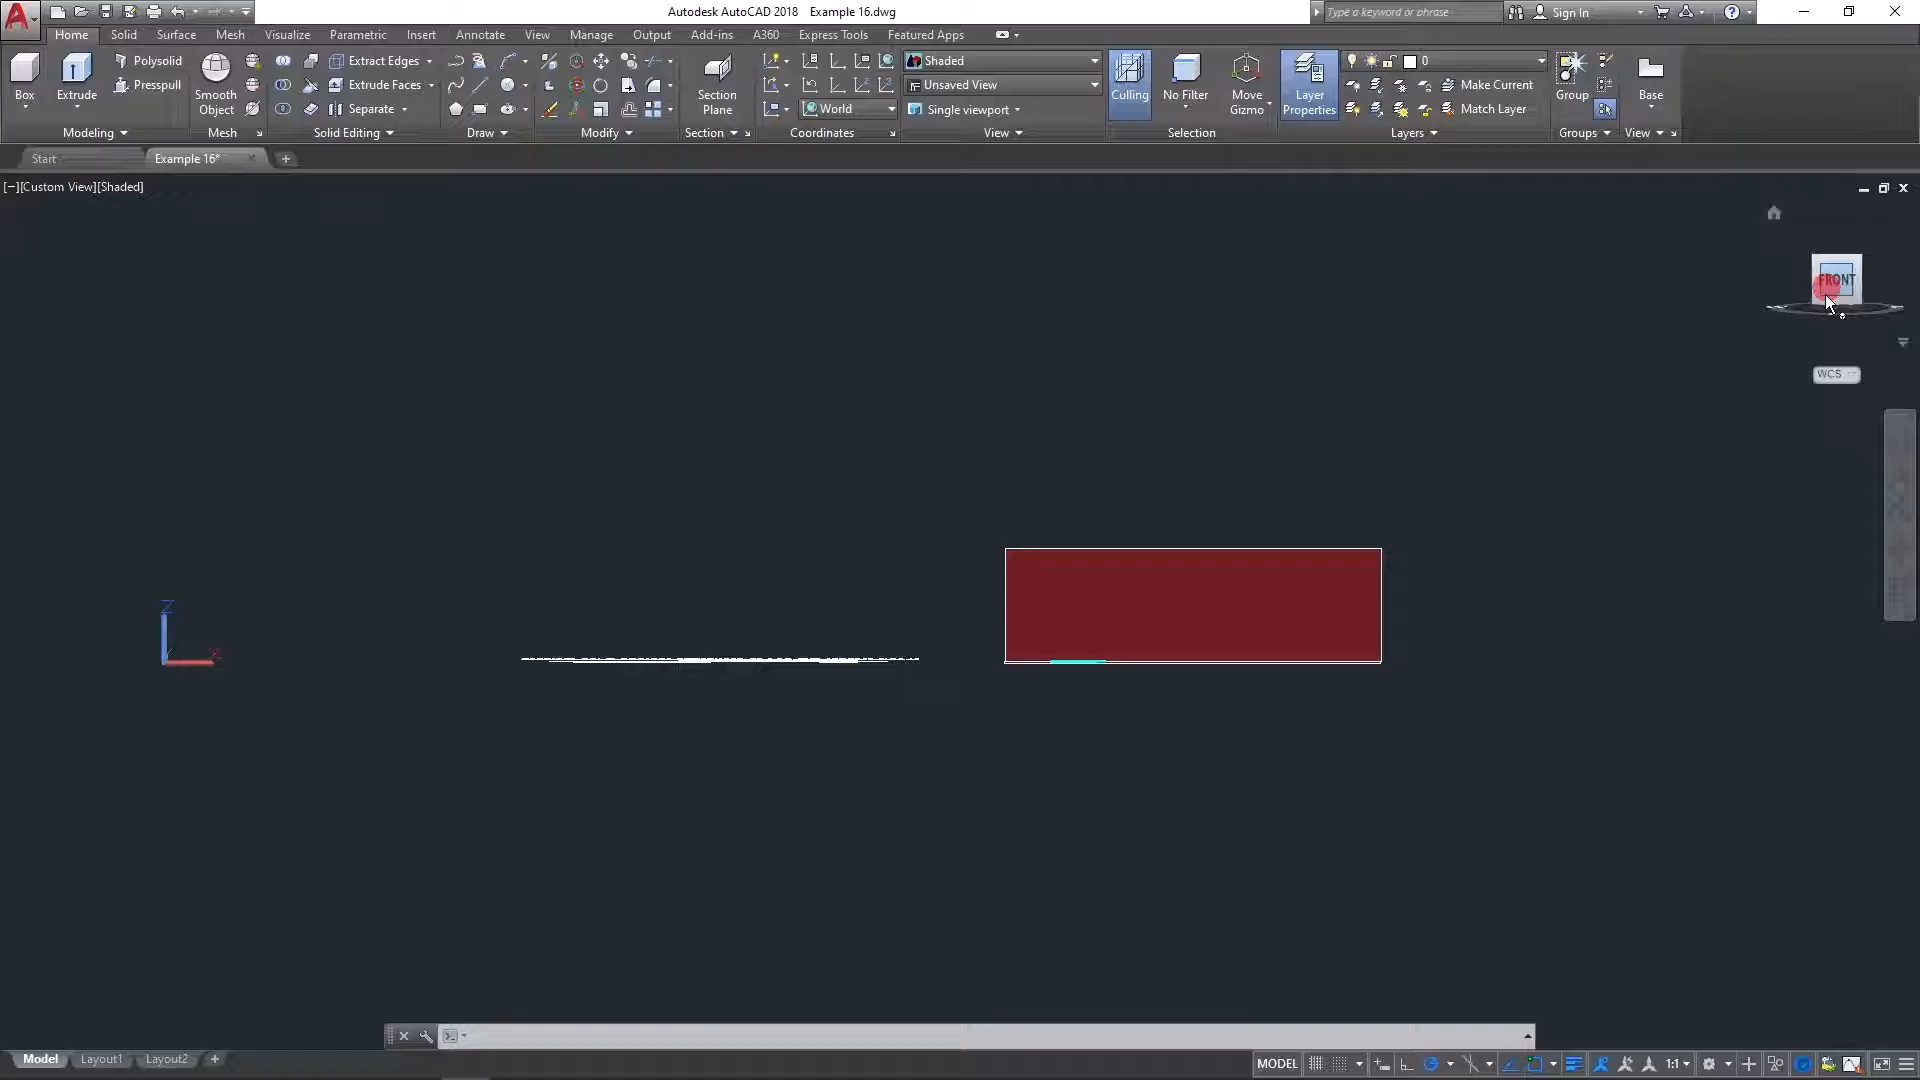 Autodesk AutoCAD 2018 Example 16.dwg
Type a keyword or phrase
Sign In
Home Solid Surface Mesh Visualize Parametric Insert Annotate View Manage Output Add-ins A360 Express Tools Featured Apps
Box
Extrude
Polysolid
Presspull
Modeling
Smooth
Object
Mesh
Extract Edges
Extrude Faces
Separate
Solid Editing
Draw
Modify
Section
Plane
Section
World
Coordinates
Shaded
Unsaved View
Single viewport
View
Culling
No Filter
Move
Gizmo
Selection
Layer
Properties
0
Make Current
Match Layer
Layers
Group
Groups
Base
View
Start
Example 16*
[−][Custom View][Shaded]
FRONT
WCS
Z
X
Model Layout1 Layout2
MODEL
1:1